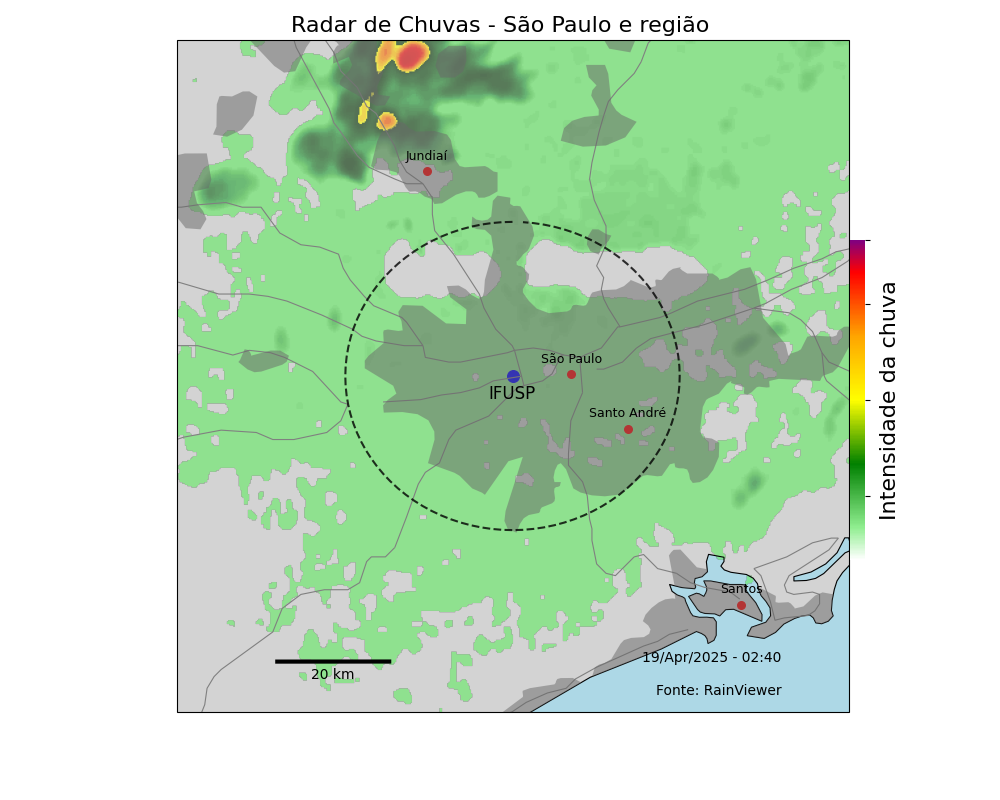 Radar de Chuvas - São Paulo e região
Jundiaí
São Paulo
IFUSP
Santo André
Intensidade da chuva
Santos
19/Apr/2025 - 02:40
20 km
Fonte: RainViewer